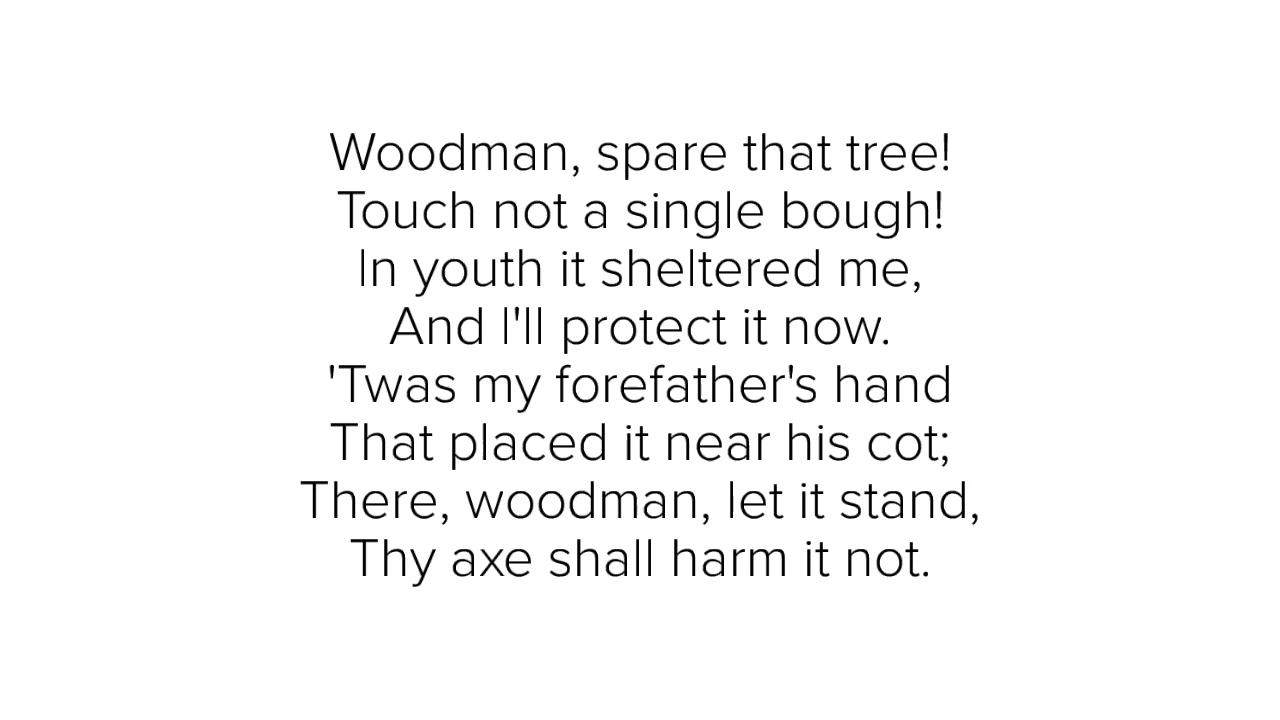 Woodman, spare that tree!
Touch not a single bough!
In youth it sheltered me,
And I'll protect it now.
'Twas my forefather's hand
That placed it near his cot;
There, woodman, let it stand,
Thy axe shall harm it not.